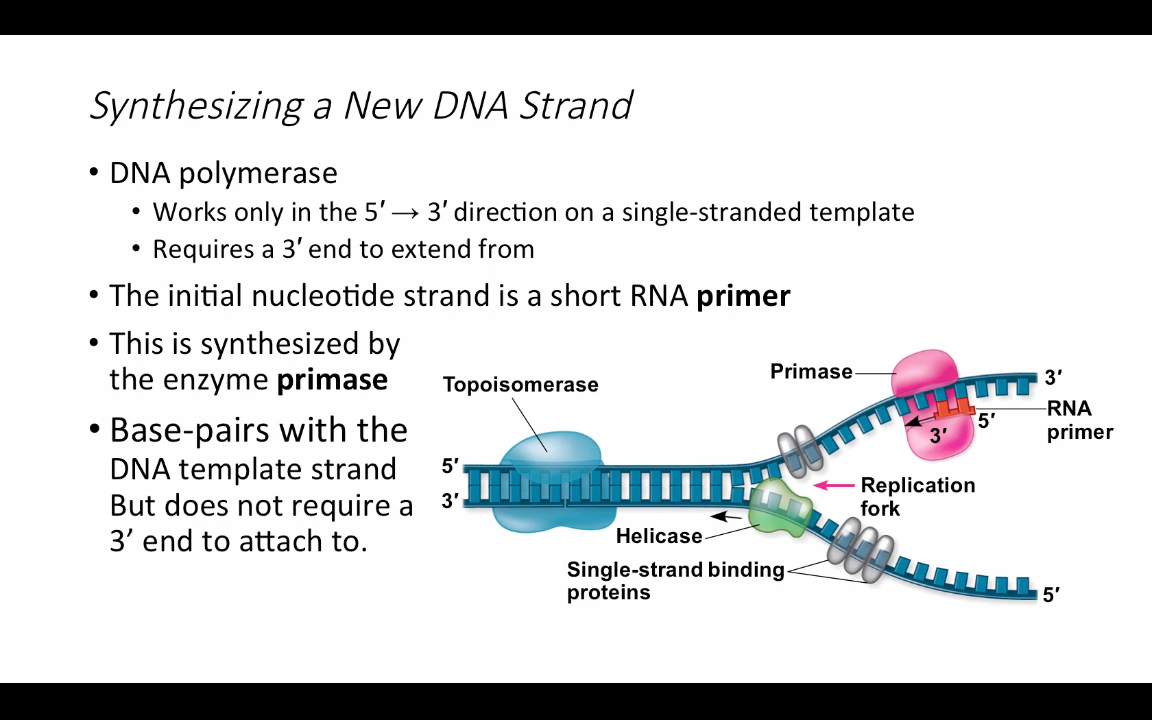 Synthesizing a New DNA Strand
• DNA polymerase
• Works only in the 5′ → 3′ direction on a single-stranded template
• Requires a 3′ end to extend from
• The initial nucleotide strand is a short RNA primer
• This is synthesized by
the enzyme primase
• Base-pairs with the
DNA template strand
But does not require a
3’ end to attach to.
Topoisomerase
Primase
3′
RNA
primer
5′
3′
5′
3′
Replication
fork
Helicase
Single-strand binding
proteins
5′